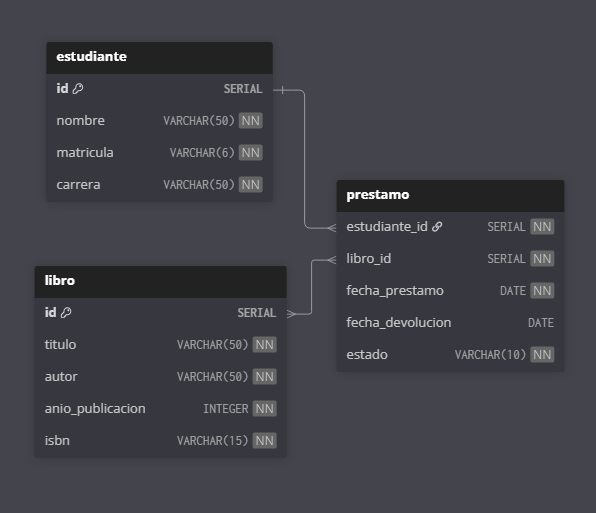 estudiante
id SERIAL
nombre VARCHAR(50) NN
matricula VARCHAR(6) NN
carrera VARCHAR(50) NN
prestamo
estudiante_id SERIAL NN
libro_id SERIAL NN
fecha_prestamo DATE NN
fecha_devolucion DATE
estado VARCHAR(10) NN
libro
id SERIAL
titulo VARCHAR(50) NN
autor VARCHAR(50) NN
anio_publicacion INTEGER NN
isbn VARCHAR(15) NN